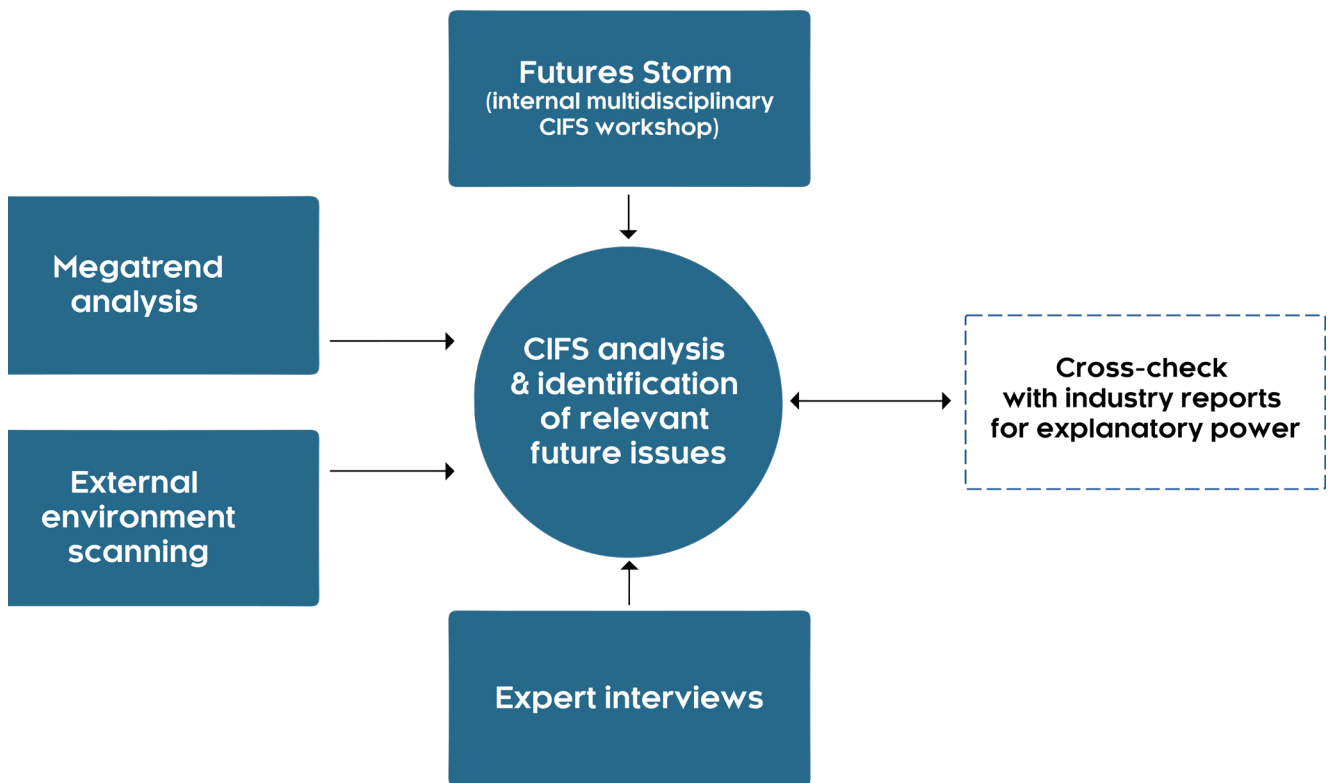 Futures Storm
(internal multidisciplinary
CIFS workshop)
Megatrend
analysis
External
environment
scanning
CIFS analysis
& identification
of relevant
future issues
Cross-check
with industry reports
for explanatory power
Expert interviews